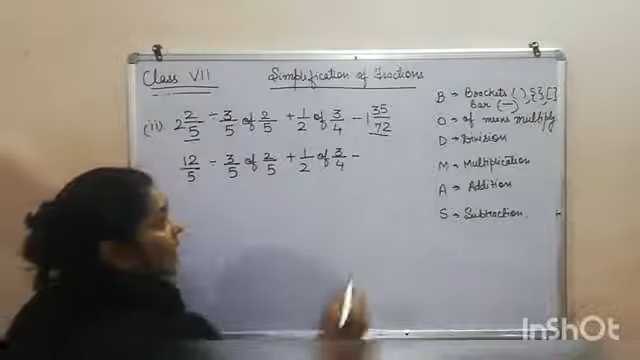 Class VII Simplification of Fractions
(ii) 2 2/5 ÷ 3/5 of 2/5 + 1/2 of 3/4 - 1 35/72
12/5 ÷ 3/5 of 2/5 + 1/2 of 3/4 -
B → Brackets ( ), { }, [ ]
bar (—)
O → of means multiply
D → Division
M → Multiplication
A → Addition
S → Subtraction.
InShOt